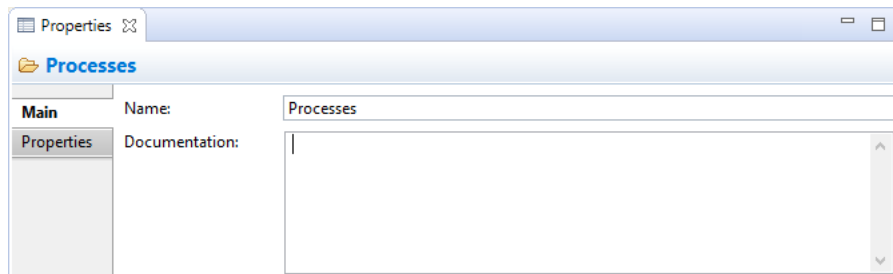 Properties
Processes
Main
Name:
Processes
Properties
Documentation: